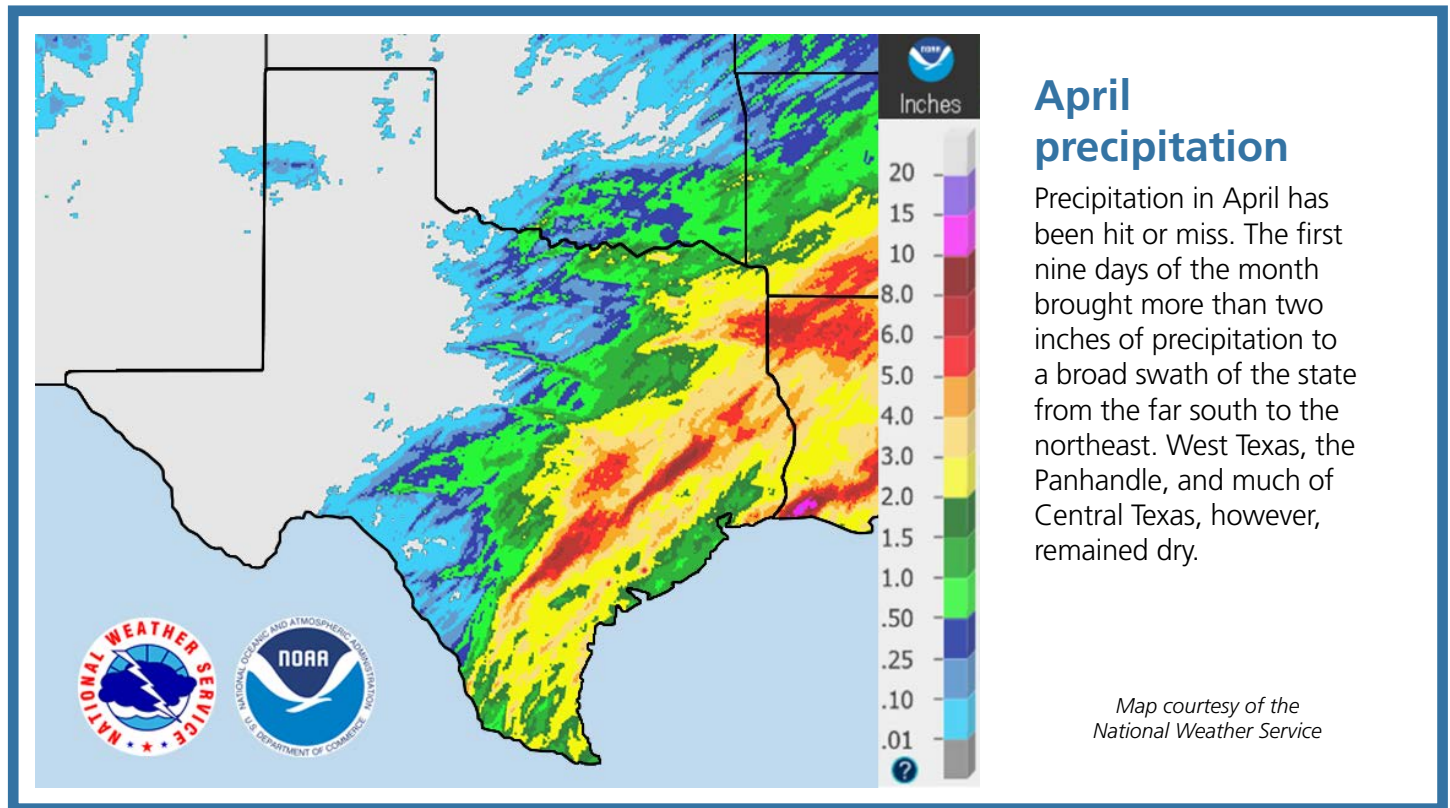 NOAA
Inches
20
15
10
8.0
6.0
5.0
4.0
3.0
2.0
1.5
1.0
.50
.25
.10
.01
?
NATIONAL WEATHER SERVICE
NATIONAL OCEANIC AND ATMOSPHERIC ADMINISTRATION
NOAA
U.S. DEPARTMENT OF COMMERCE
April
precipitation
Precipitation in April has
been hit or miss. The first
nine days of the month
brought more than two
inches of precipitation to
a broad swath of the state
from the far south to the
northeast. West Texas, the
Panhandle, and much of
Central Texas, however,
remained dry.
Map courtesy of the
National Weather Service